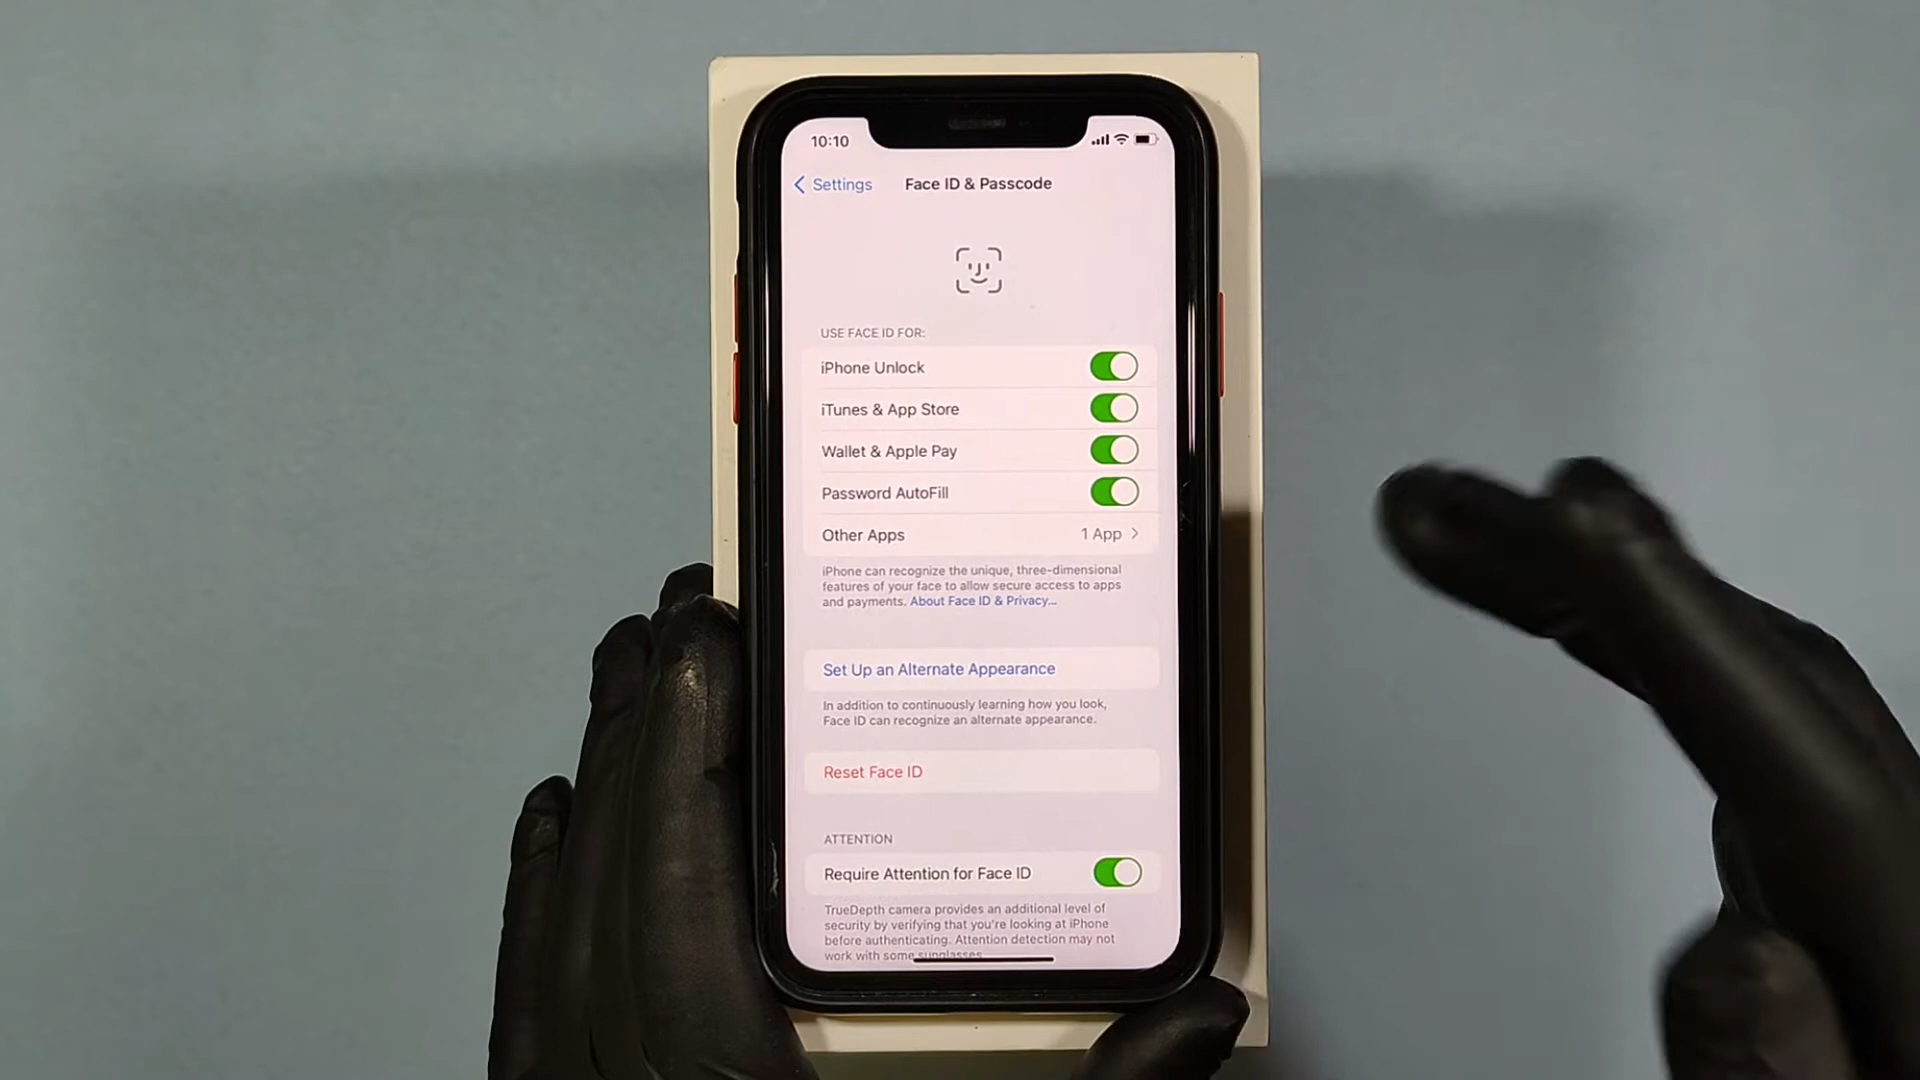 10:10
Settings
Face ID & Passcode
USE FACE ID FOR:
iPhone Unlock
iTunes & App Store
Wallet & Apple Pay
Password AutoFill
Other Apps 1 App
iPhone can recognize the unique, three-dimensional
features of your face to allow secure access to apps
and payments. About Face ID & Privacy...
Set Up an Alternate Appearance
In addition to continuously learning how you look,
Face ID can recognize an alternate appearance.
Reset Face ID
ATTENTION
Require Attention for Face ID
TrueDepth camera provides an additional level of
security by verifying that you're looking at iPhone
before authenticating. Attention detection may not
work with some sunglasses.